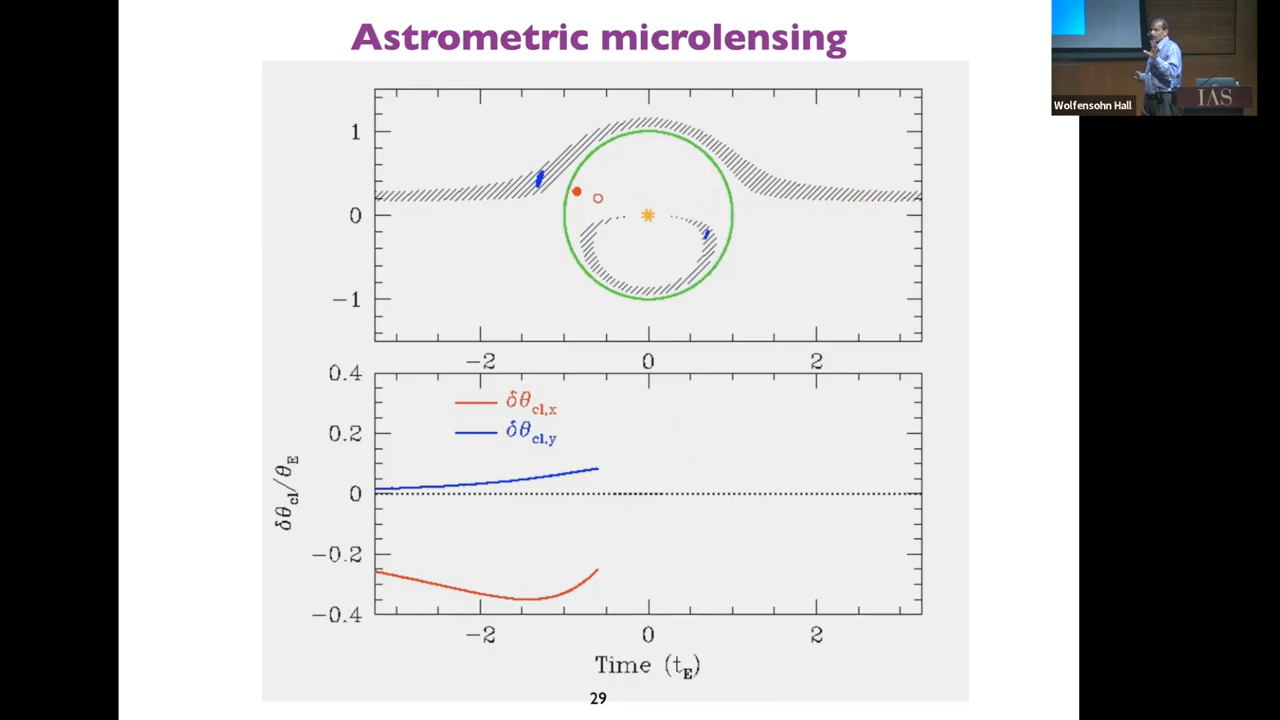 Astrometric microlensing
Wolfensohn Hall
IAS
1
0
−1
−2
0
2
0.4
0.2
0
−0.2
−0.4
δθcl,x
δθcl,y
δθcl/θE
−2
0
2
Time (tE)
29